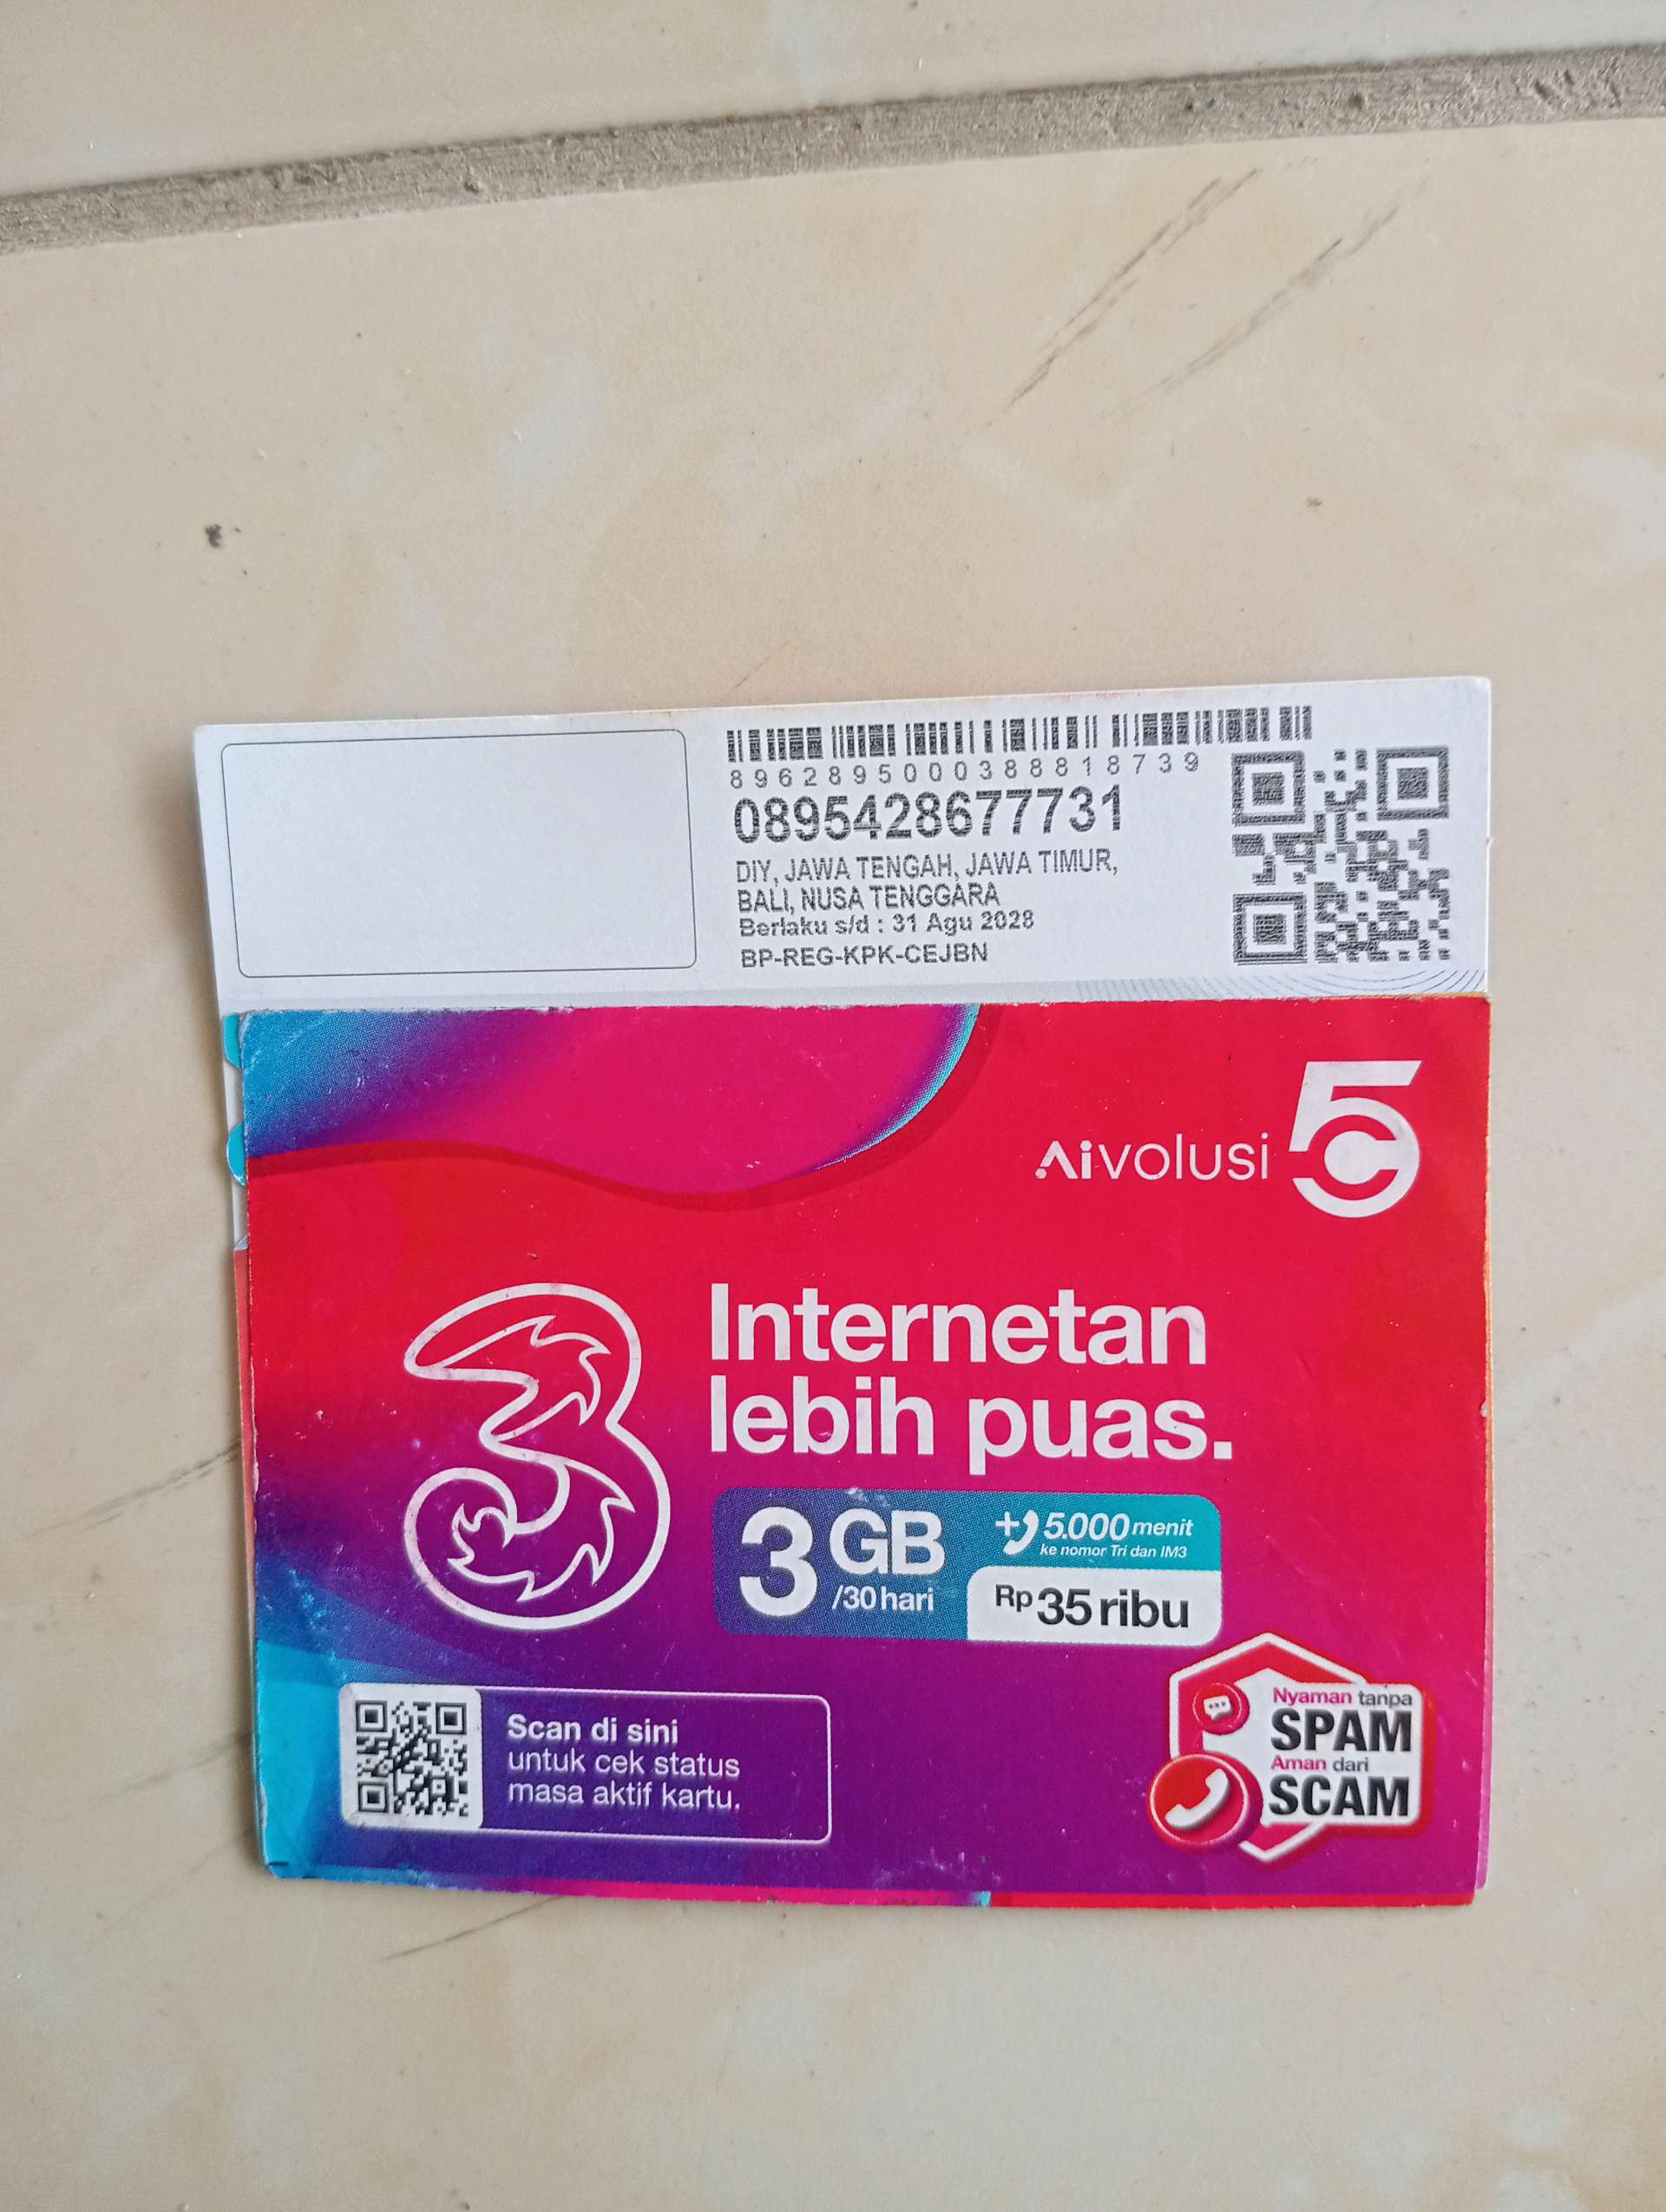 8962895000388818739
0895428677731
DIY, JAWA TENGAH, JAWA TIMUR,
BALI, NUSA TENGGARA
Berlaku s/d : 31 Agu 2028
BP-REG-KPK-CEJBN
Aivolusi 5C
3
Internetan
lebih puas.
3 GB
/30 hari
+5.000 menit
ke nomor Tri dan IM3
Rp 35 ribu
Scan di sini
untuk cek status
masa aktif kartu.
Nyaman tanpa
SPAM
Aman dari
SCAM